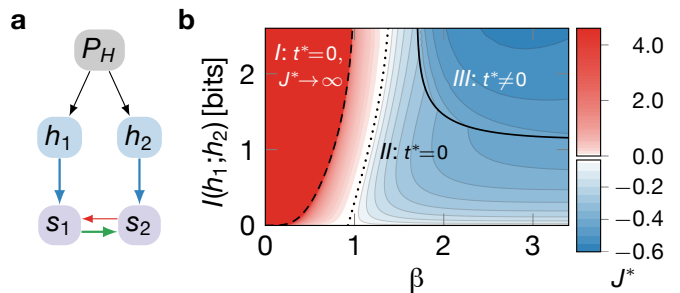 a
P_H
h_1
h_2
s_1
s_2
b
I(h_1;h_2) [bits]
2
1
0
I: t*=0,
J*→∞
III: t*≠0
II: t*=0
0
1
2
3
β
4.0
2.0
0.0
−0.2
−0.4
−0.6
J*